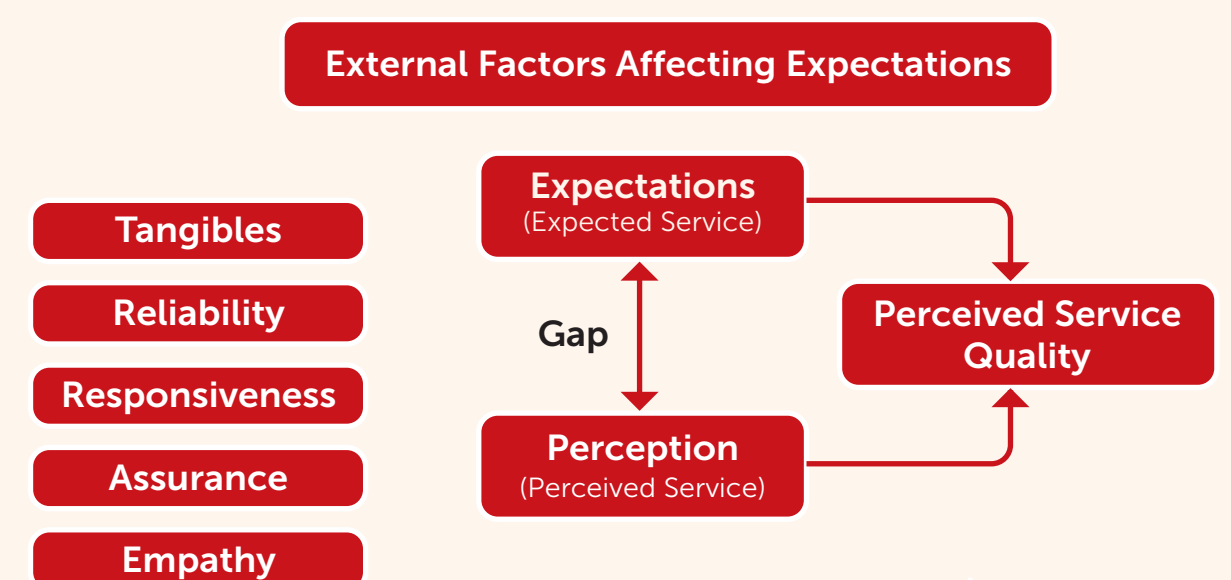 External Factors Affecting Expectations
Tangibles
Reliability
Responsiveness
Assurance
Empathy
Expectations
(Expected Service)
Gap
Perception
(Perceived Service)
Perceived Service
Quality